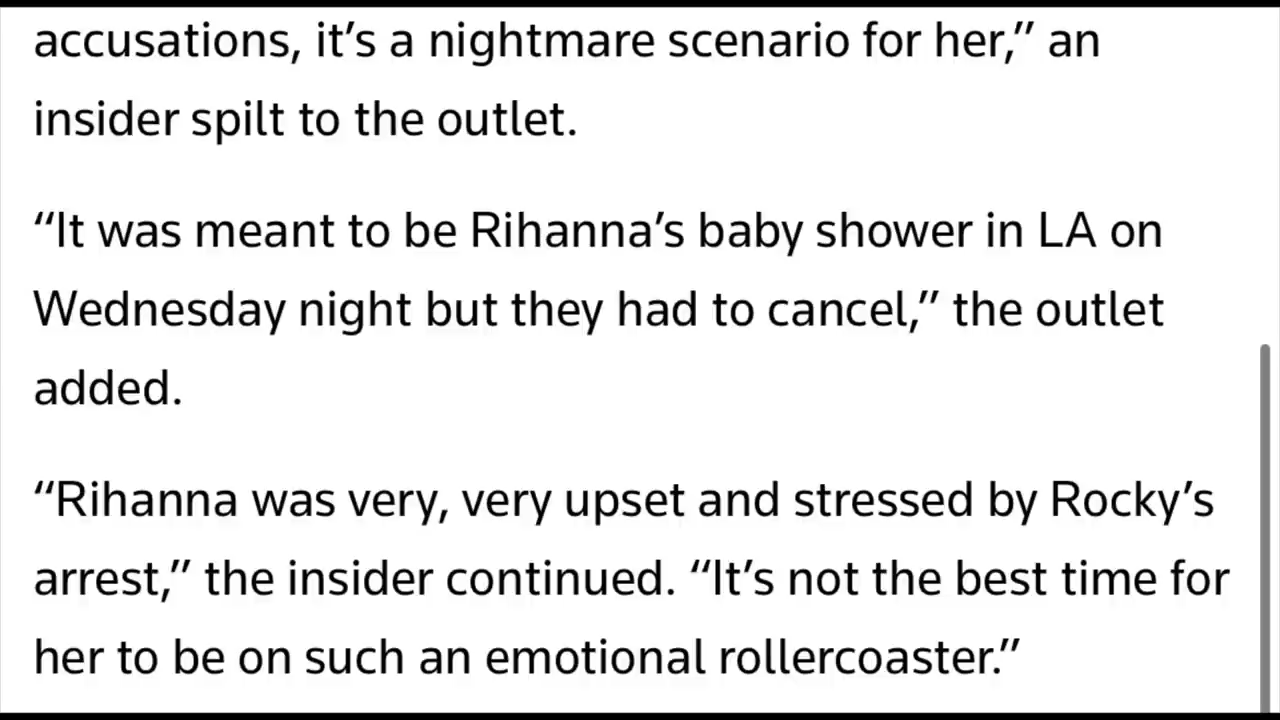 accusations, it’s a nightmare scenario for her,” an
insider spilt to the outlet.
“It was meant to be Rihanna’s baby shower in LA on
Wednesday night but they had to cancel,” the outlet
added.
“Rihanna was very, very upset and stressed by Rocky’s
arrest,” the insider continued. “It’s not the best time for
her to be on such an emotional rollercoaster.”